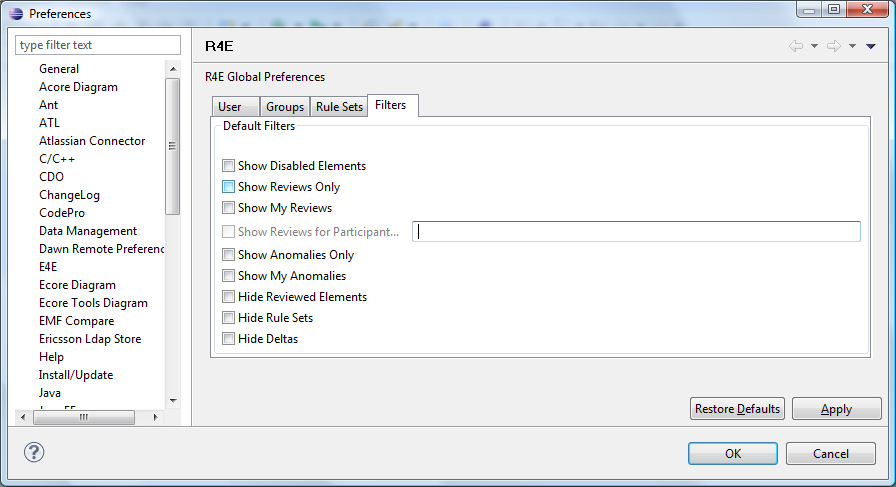 Preferences
type filter text
General
Acore Diagram
Ant
ATL
Atlassian Connector
C/C++
CDO
ChangeLog
CodePro
Data Management
Dawn Remote Preferenc
E4E
Ecore Diagram
Ecore Tools Diagram
EMF Compare
Ericsson Ldap Store
Help
Install/Update
Java
R4E
R4E Global Preferences
User Groups Rule Sets Filters
Default Filters
Show Disabled Elements
Show Reviews Only
Show My Reviews
Show Reviews for Participant...
Show Anomalies Only
Show My Anomalies
Hide Reviewed Elements
Hide Rule Sets
Hide Deltas
Restore Defaults Apply
? OK Cancel